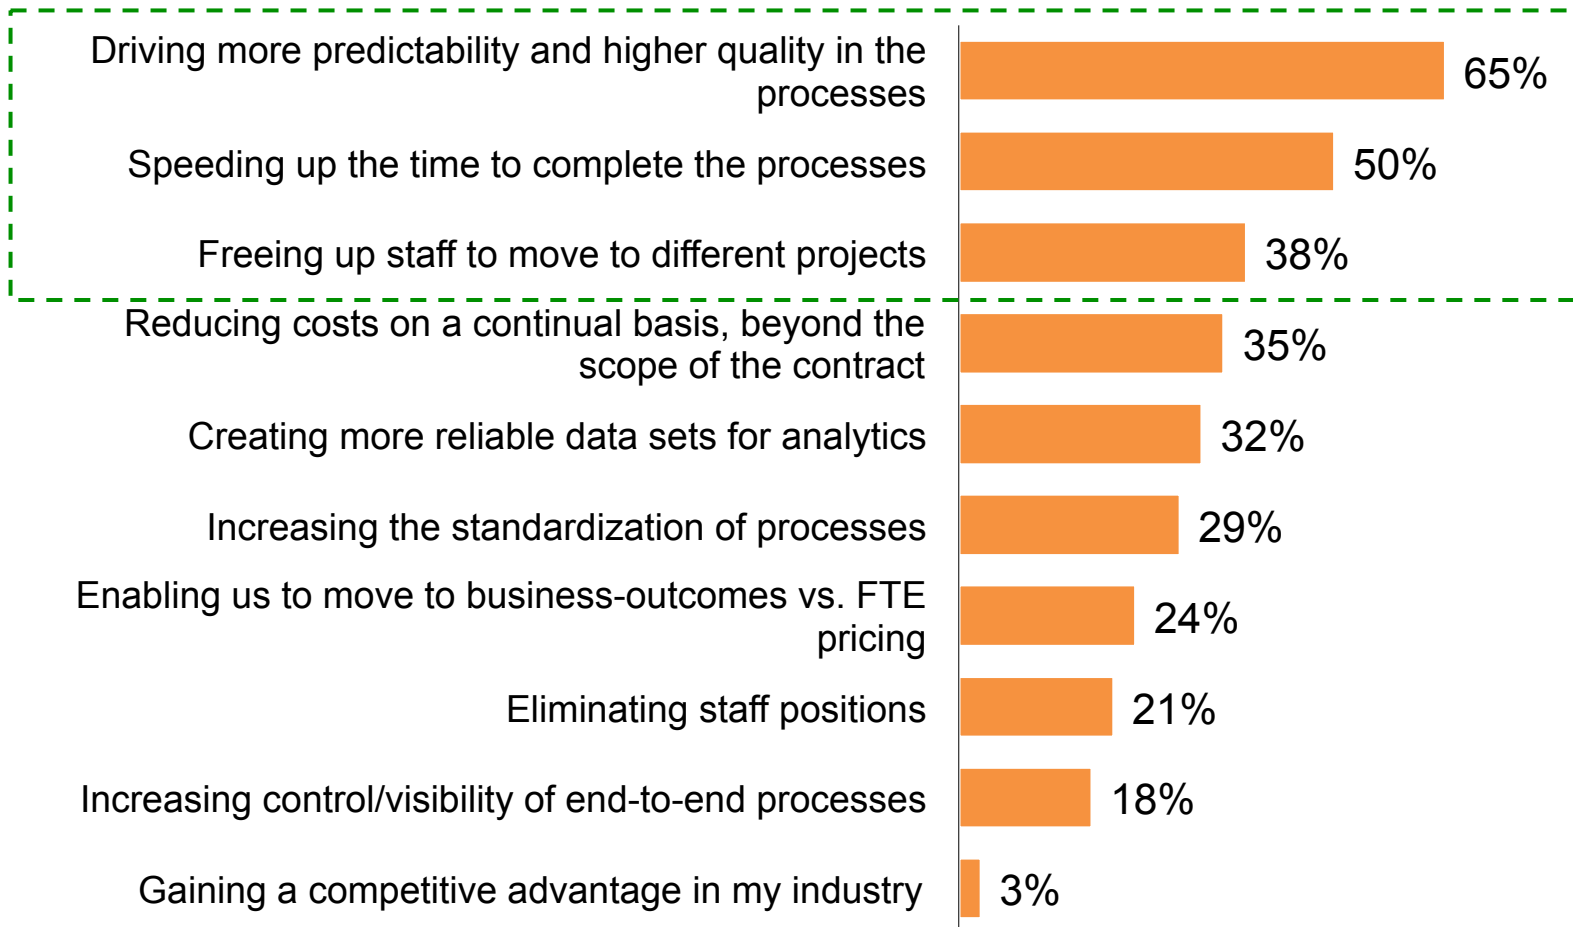 Driving more predictability and higher quality in the
processes
65%
Speeding up the time to complete the processes
50%
Freeing up staff to move to different projects
38%
Reducing costs on a continual basis, beyond the
scope of the contract
35%
Creating more reliable data sets for analytics
32%
Increasing the standardization of processes
29%
Enabling us to move to business-outcomes vs. FTE
pricing
24%
Eliminating staff positions
21%
Increasing control/visibility of end-to-end processes
18%
Gaining a competitive advantage in my industry
3%